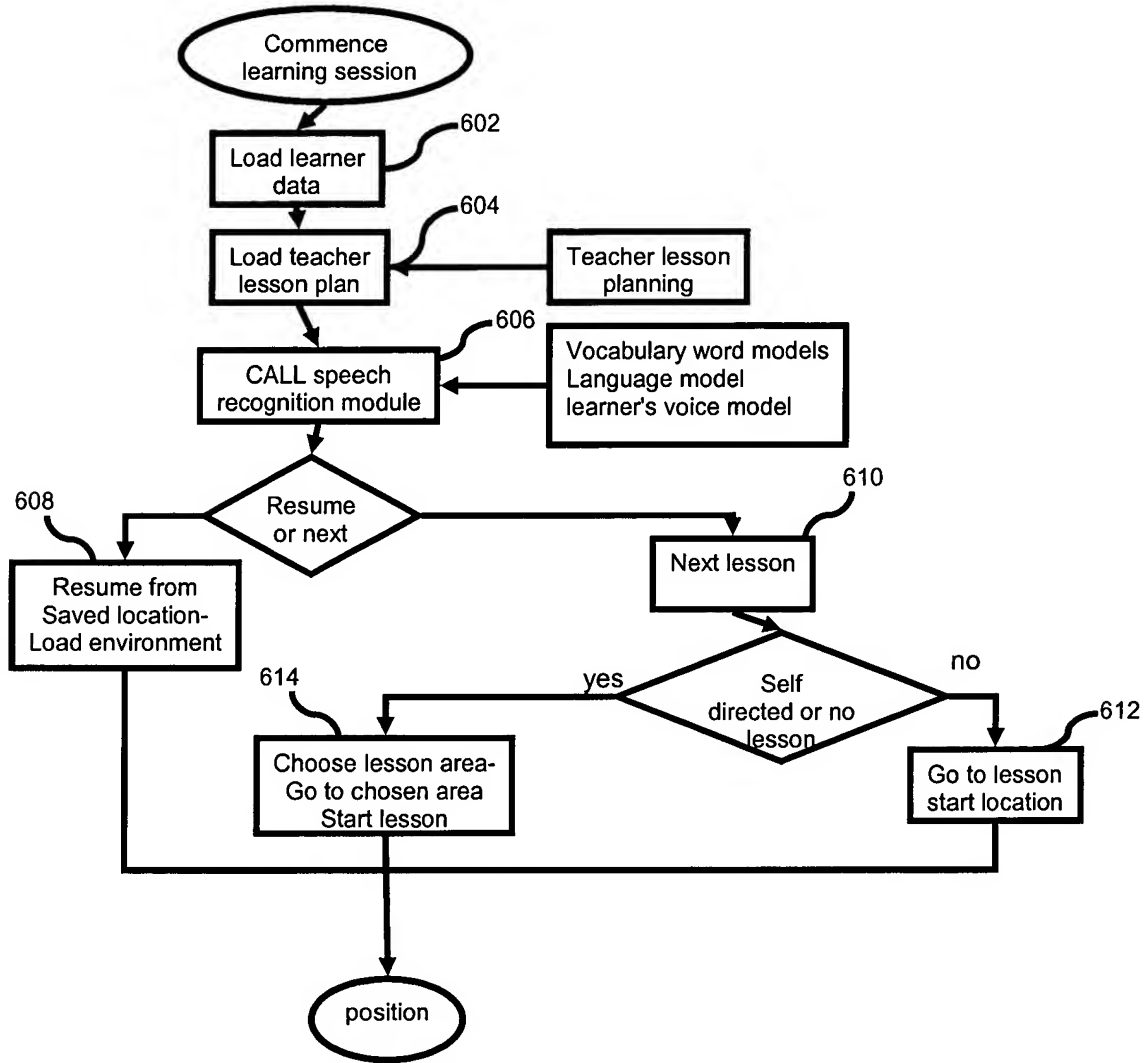 Commence
learning session
602
Load learner
data
604
Load teacher
lesson plan
Teacher lesson
planning
606
CALL speech
recognition module
Vocabulary word models
Language model
learner's voice model
Resume
or next
608
Resume from
Saved location-
Load environment
610
Next lesson
yes
Self
directed or no
lesson
no
614
Choose lesson area-
Go to chosen area
Start lesson
612
Go to lesson
start location
position